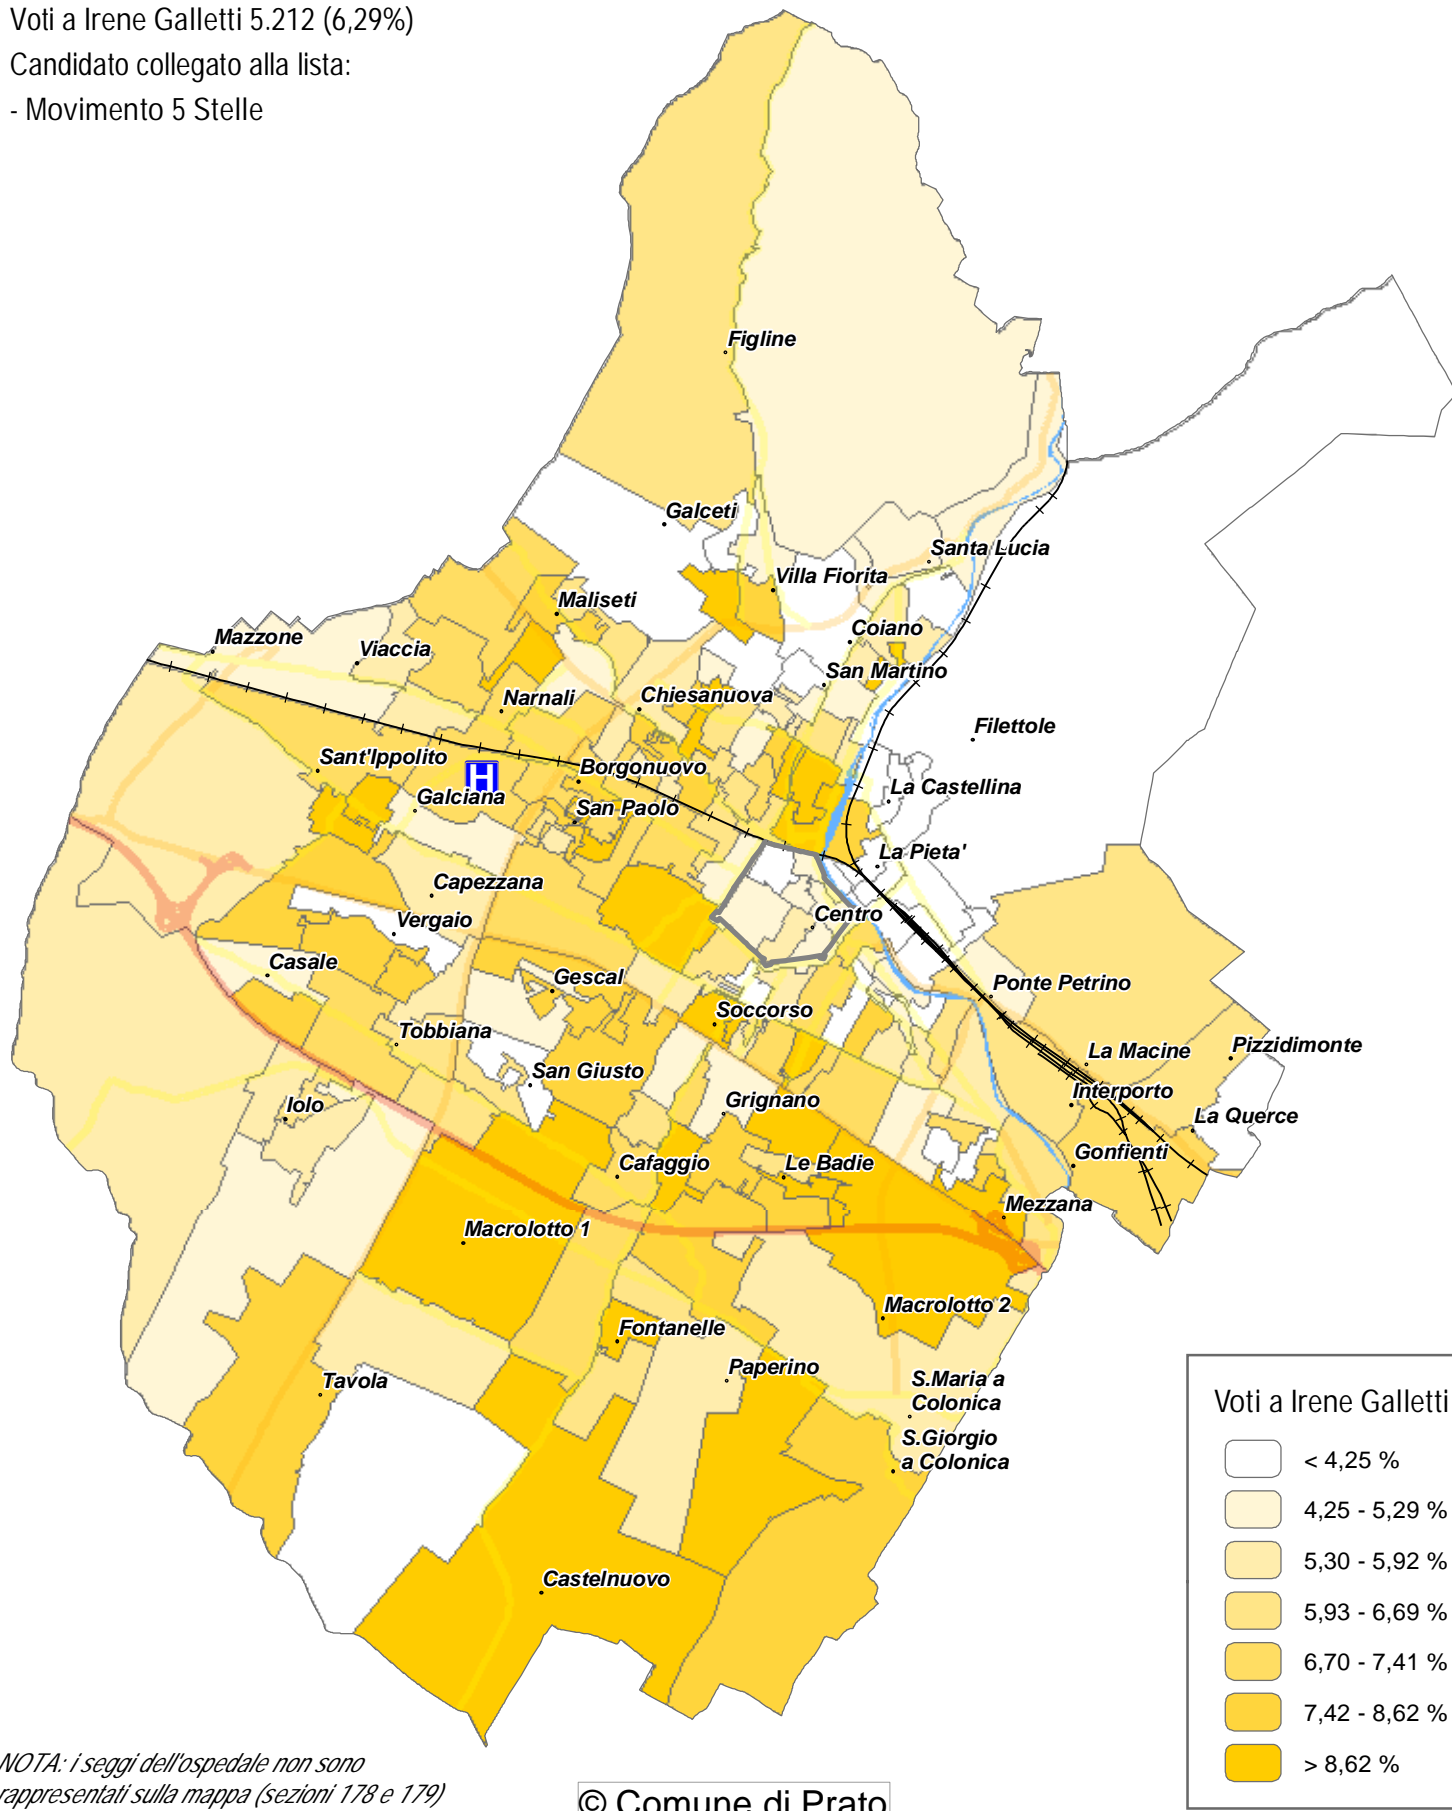 Voti a Irene Galletti 5.212 (6,29%)
Candidato collegato alla lista:
- Movimento 5 Stelle
Figline
Galceti
Santa Lucia
Villa Fiorita
Maliseti
Coiano
Mazzone
Viaccia
San Martino
Narnali
Chiesanuova
Filettole
Sant'Ippolito
H
Borgonuovo
La Castellina
Galciana
San Paolo
La Pieta'
Capezzana
Centro
Vergaio
Casale
Gescal
Ponte Petrino
Soccorso
Tobbiana
La Macine
Pizzidimonte
San Giusto
Iolo
Grignano
Interporto
La Querce
Gonfienti
Cafaggio
Le Badie
Mezzana
Macrolotto 1
Macrolotto 2
Fontanelle
Paperino
Tavola
S.Maria a
Colonica
S.Giorgio
a Colonica
Castelnuovo
Voti a Irene Galletti
< 4,25 %
4,25 - 5,29 %
5,30 - 5,92 %
5,93 - 6,69 %
6,70 - 7,41 %
7,42 - 8,62 %
> 8,62 %
NOTA: i seggi dell'ospedale non sono
rappresentati sulla mappa (sezioni 178 e 179)
© Comune di Prato